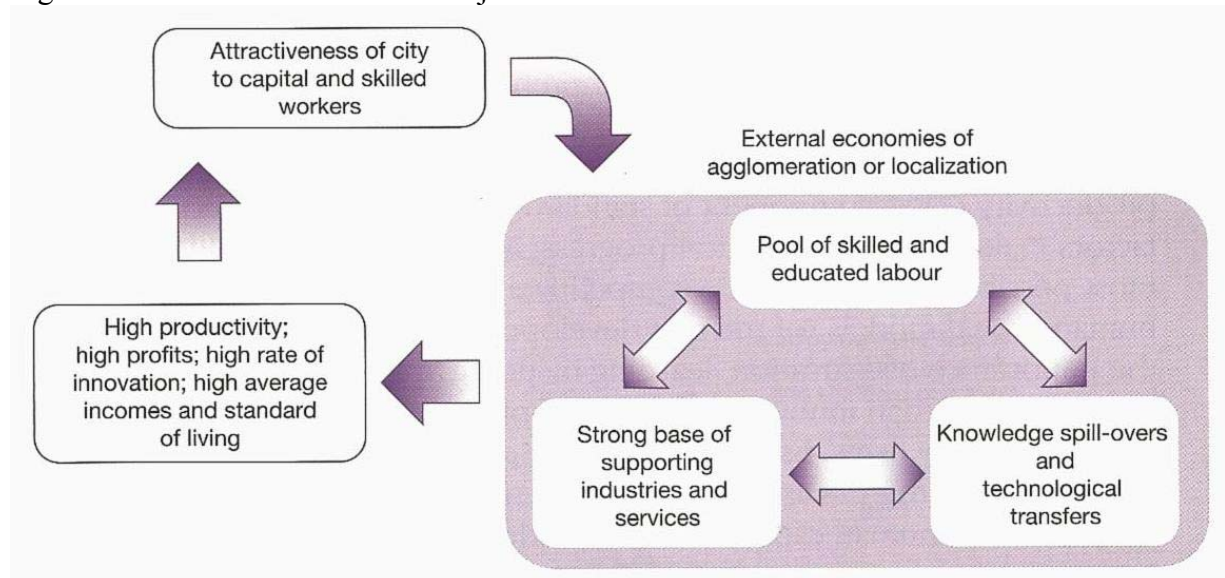 Attractiveness of city
to capital and skilled
workers
External economies of
agglomeration or localization
Pool of skilled and
educated labour
High productivity;
high profits; high rate of
innovation; high average
incomes and standard
of living
Strong base of
supporting
industries and
services
Knowledge spill-overs
and
technological
transfers